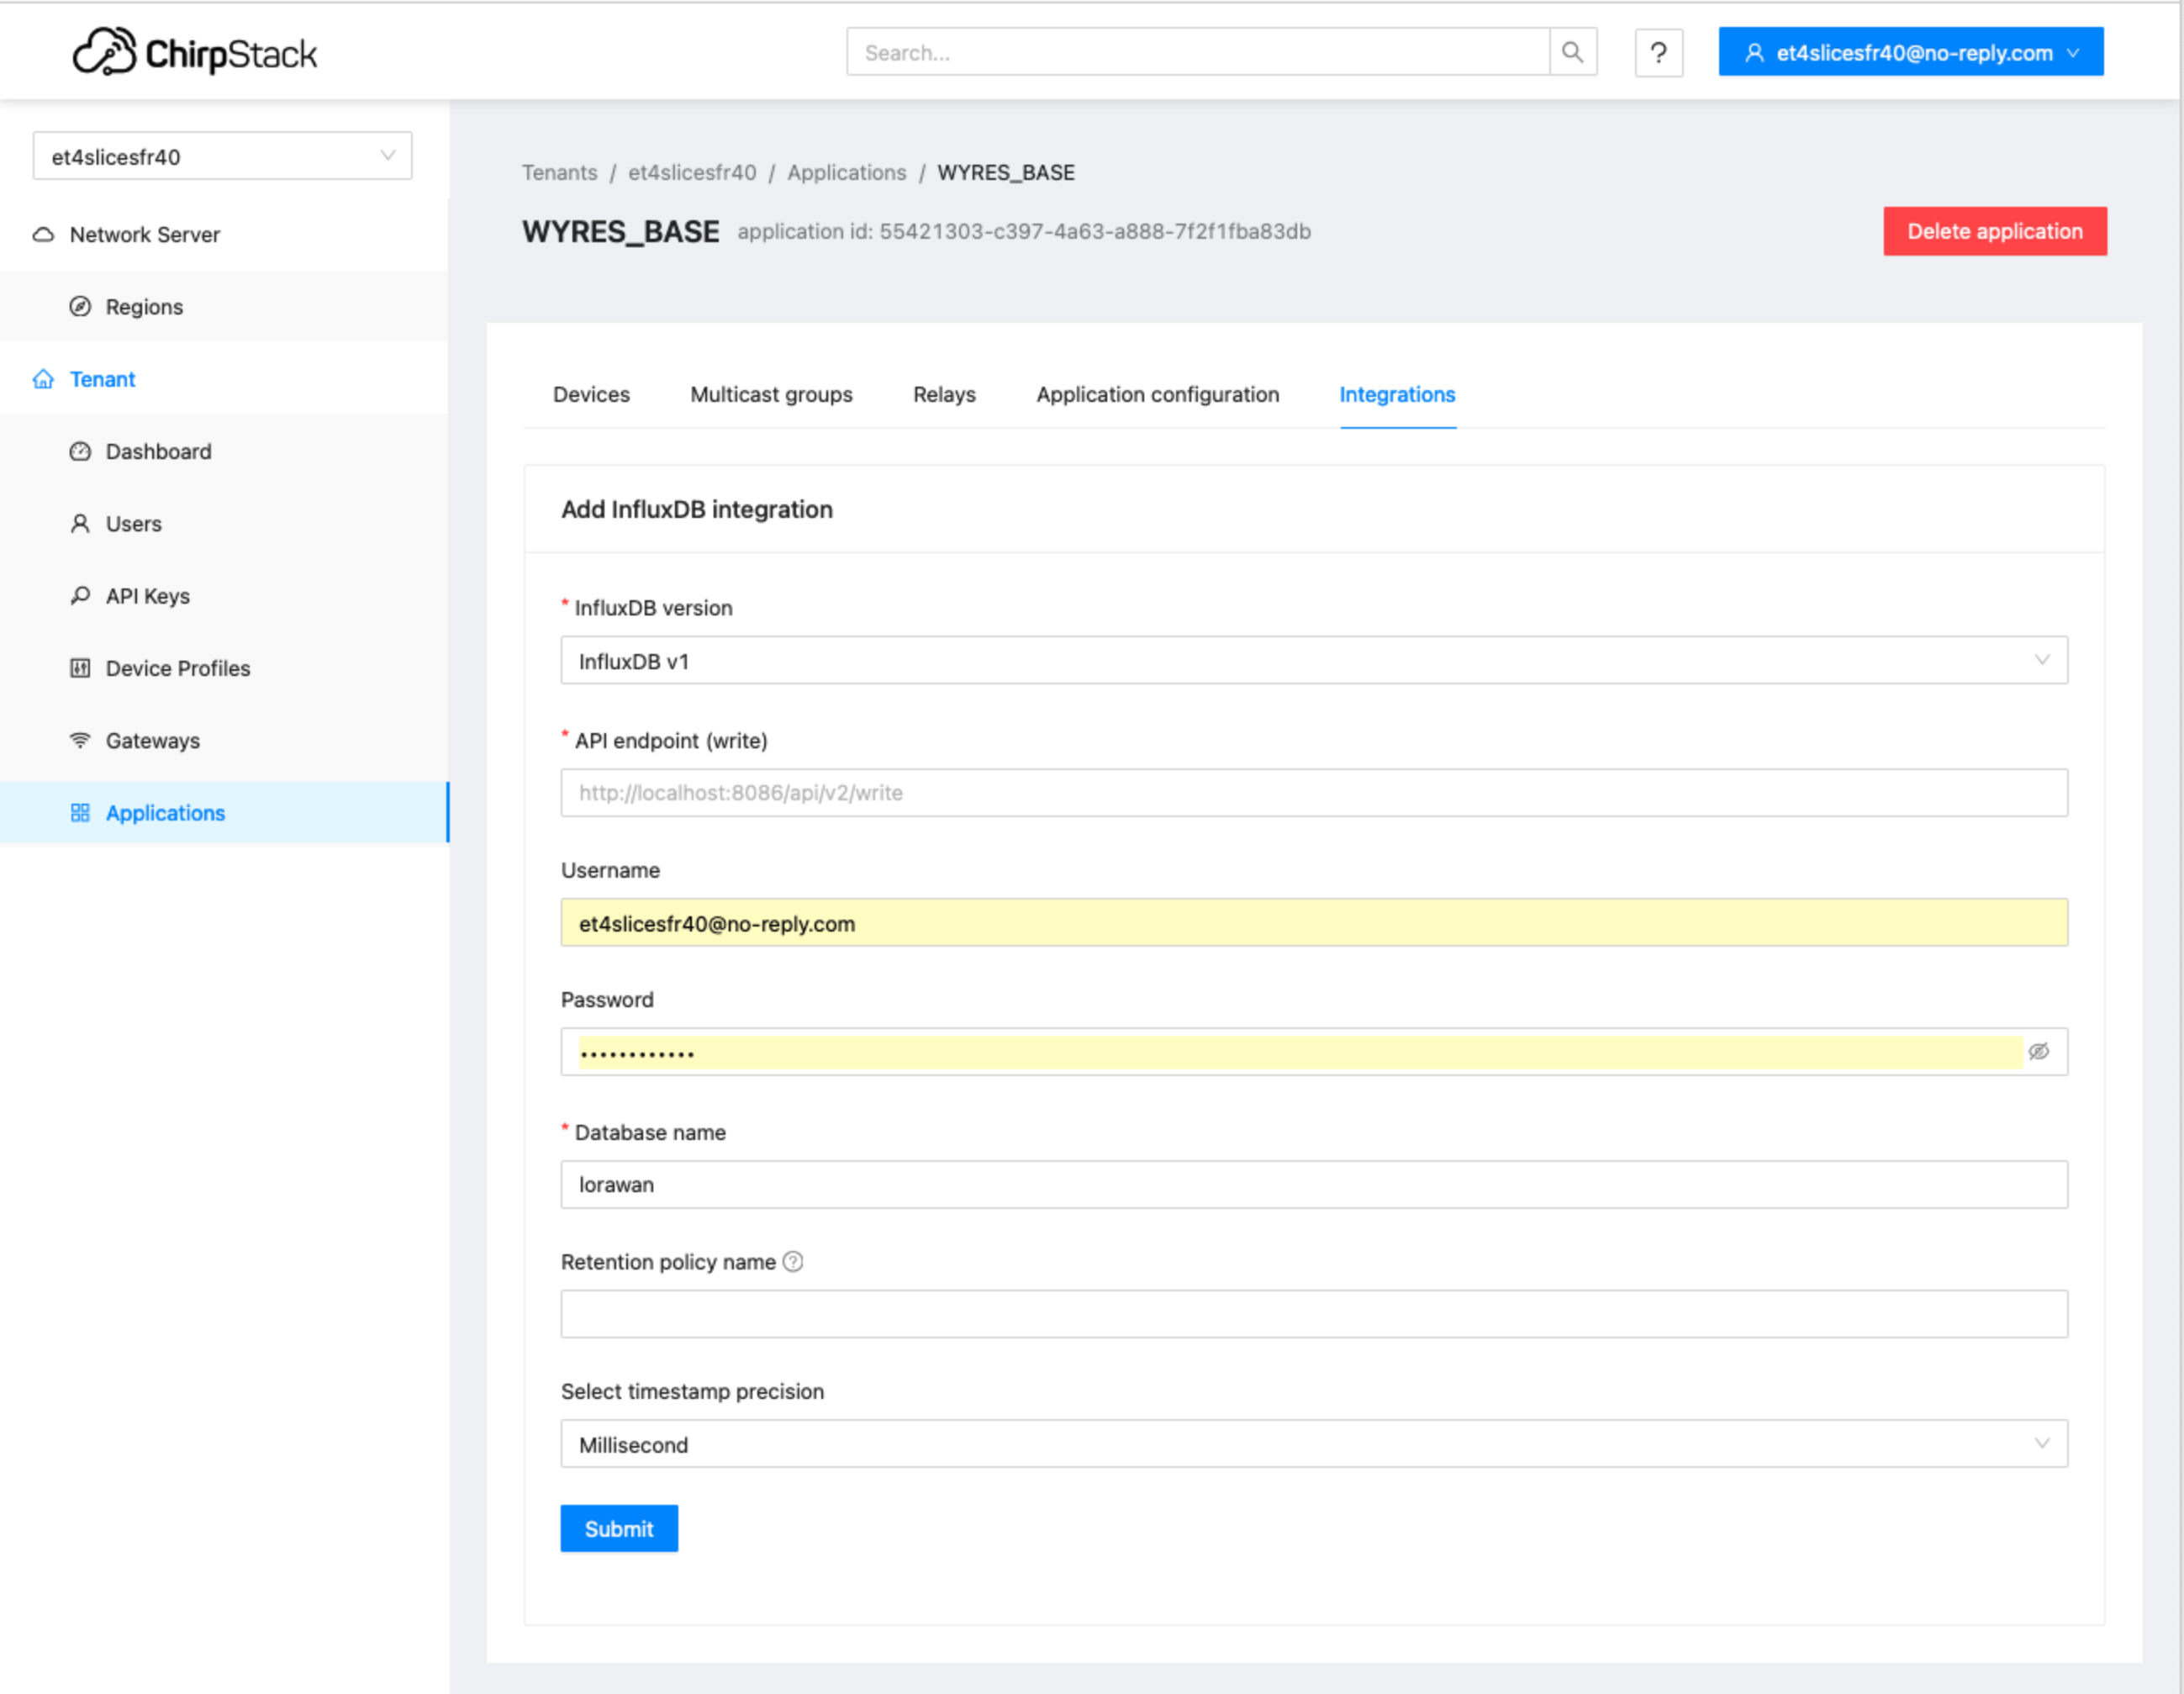 ChirpStack
Search...
?
et4slicesfr40@no-reply.com
et4slicesfr40
Network Server
Regions
Tenant
Dashboard
Users
API Keys
Device Profiles
Gateways
Applications
Tenants / et4slicesfr40 / Applications / WYRES_BASE
WYRES_BASE application id: 55421303-c397-4a63-a888-7f2f1fba83db
Delete application
Devices Multicast groups Relays Application configuration Integrations
Add InfluxDB integration
* InfluxDB version
InfluxDB v1
* API endpoint (write)
http://localhost:8086/api/v2/write
Username
et4slicesfr40@no-reply.com
Password
••••••••••••
* Database name
lorawan
Retention policy name ?
Select timestamp precision
Millisecond
Submit